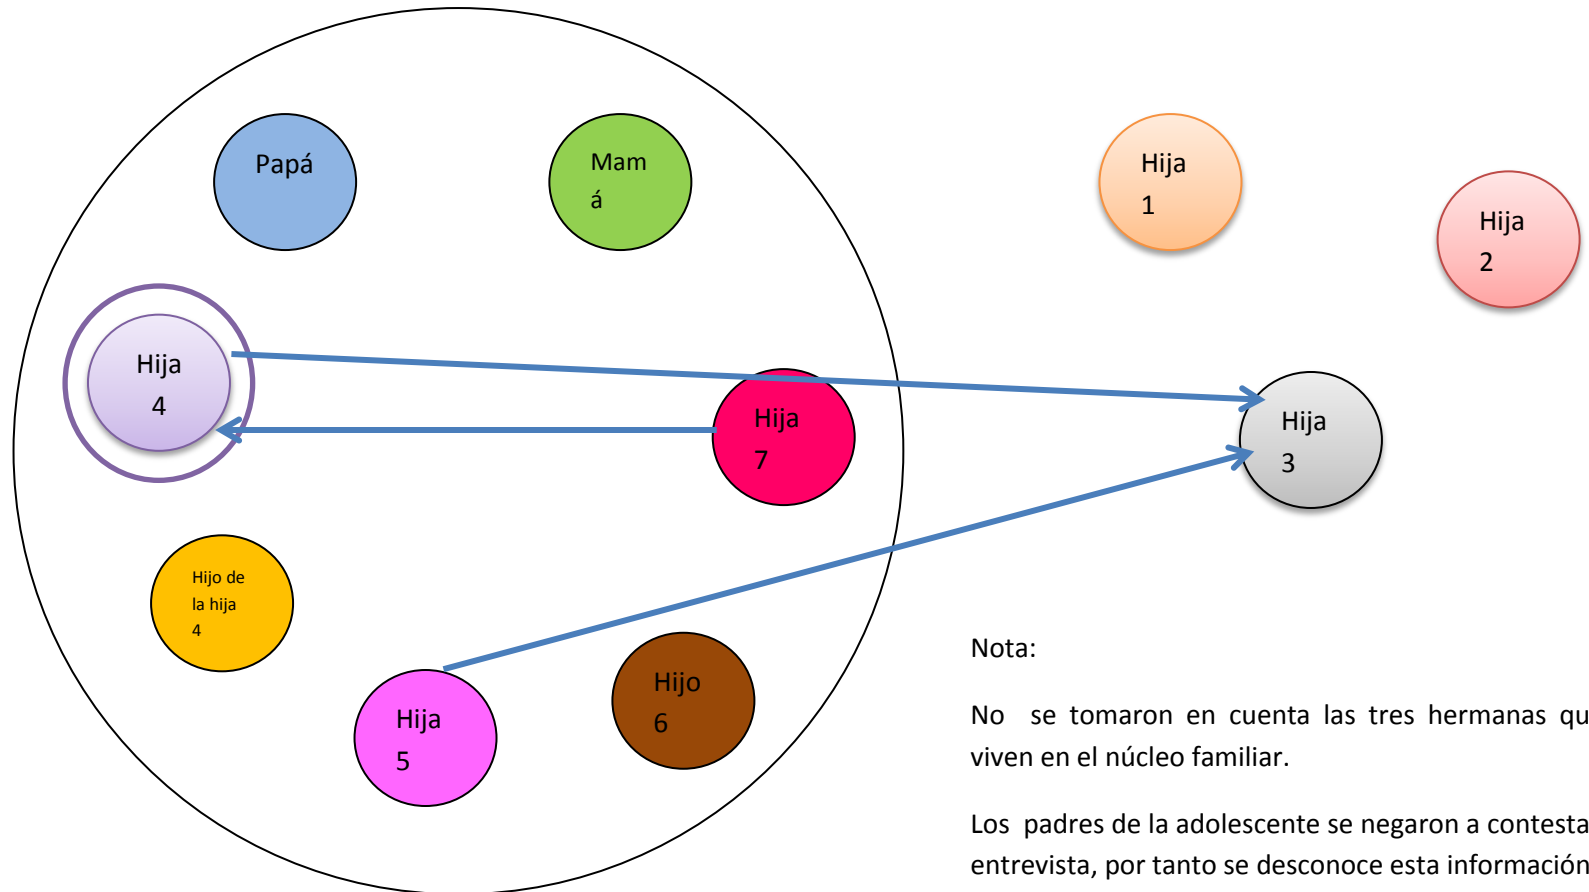 Papá
Mam
á
Hija
1
Hija
2
Hija
4
Hija
7
Hija
3
Hijo de
la hija
4
Hija
5
Hijo
6
Nota:
No se tomaron en cuenta las tres hermanas qu
viven en el núcleo familiar.
Los padres de la adolescente se negaron a contesta
entrevista, por tanto se desconoce esta información